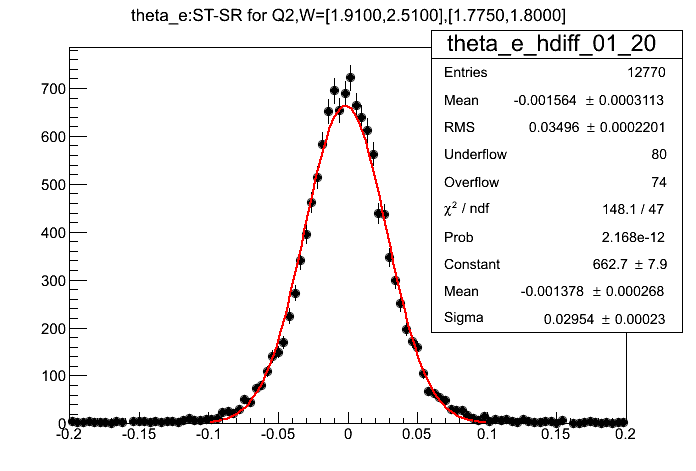 theta_e:ST-SR for Q2,W=[1.9100,2.5100],[1.7750,1.8000]
theta_e_hdiff_01_20
Entries 12770
Mean -0.001564 ± 0.0003113
RMS 0.03496 ± 0.0002201
Underflow 80
Overflow 74
χ² / ndf 148.1 / 47
Prob 2.168e-12
Constant 662.7 ± 7.9
Mean -0.001378 ± 0.000268
Sigma 0.02954 ± 0.00023
700
600
500
400
300
200
100
0
-0.2 -0.15 -0.1 -0.05 0 0.05 0.1 0.15 0.2